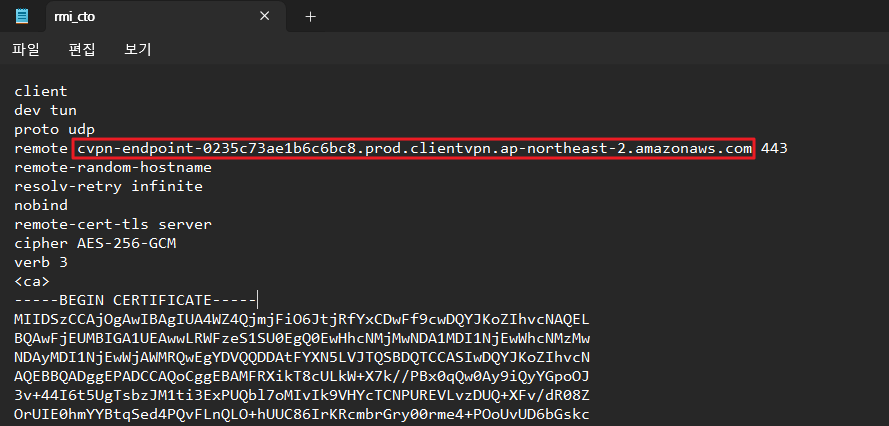 rmi_cto
파일 편집 보기
client
dev tun
proto udp
remote cvpn-endpoint-0235c73ae1b6c6bc8.prod.clientvpn.ap-northeast-2.amazonaws.com 443
remote-random-hostname
resolv-retry infinite
nobind
remote-cert-tls server
cipher AES-256-GCM
verb 3
<ca>
-----BEGIN CERTIFICATE-----
MIIDSzCCAjOgAwIBAgIUA4WZ4QjmjFiO6JtjRfYxCDwFf9cwDQYJKoZIhvcNAQEL
BQAwFjEUMBIGA1UEAwwLRWFzeS1SU0EgQ0EwHhcNMjMwNDA1MDI1NjEwWhcNMzMw
NDAyMDI1NjEwWjAWMRQwEgYDVQQDDAtFYXN5LVJTQSBDQTCCASIwDQYJKoZIhvcN
AQEBBQADggEPADCCAQoCggEBAMFRXikT8cULkW+X7k//PBx0qQw0Ay9iQyYGpoOJ
3v+44I6t5UgTsbzJM1ti3ExPUQbl7oMIvIk9VHYcTCNPUREVLvzDUQ+XFv/dR08Z
OrUIE0hmYYBtqSed4PQvFLnQLO+hUUC86IrKRcmbrGry00rme4+POoUvUD6bGskc